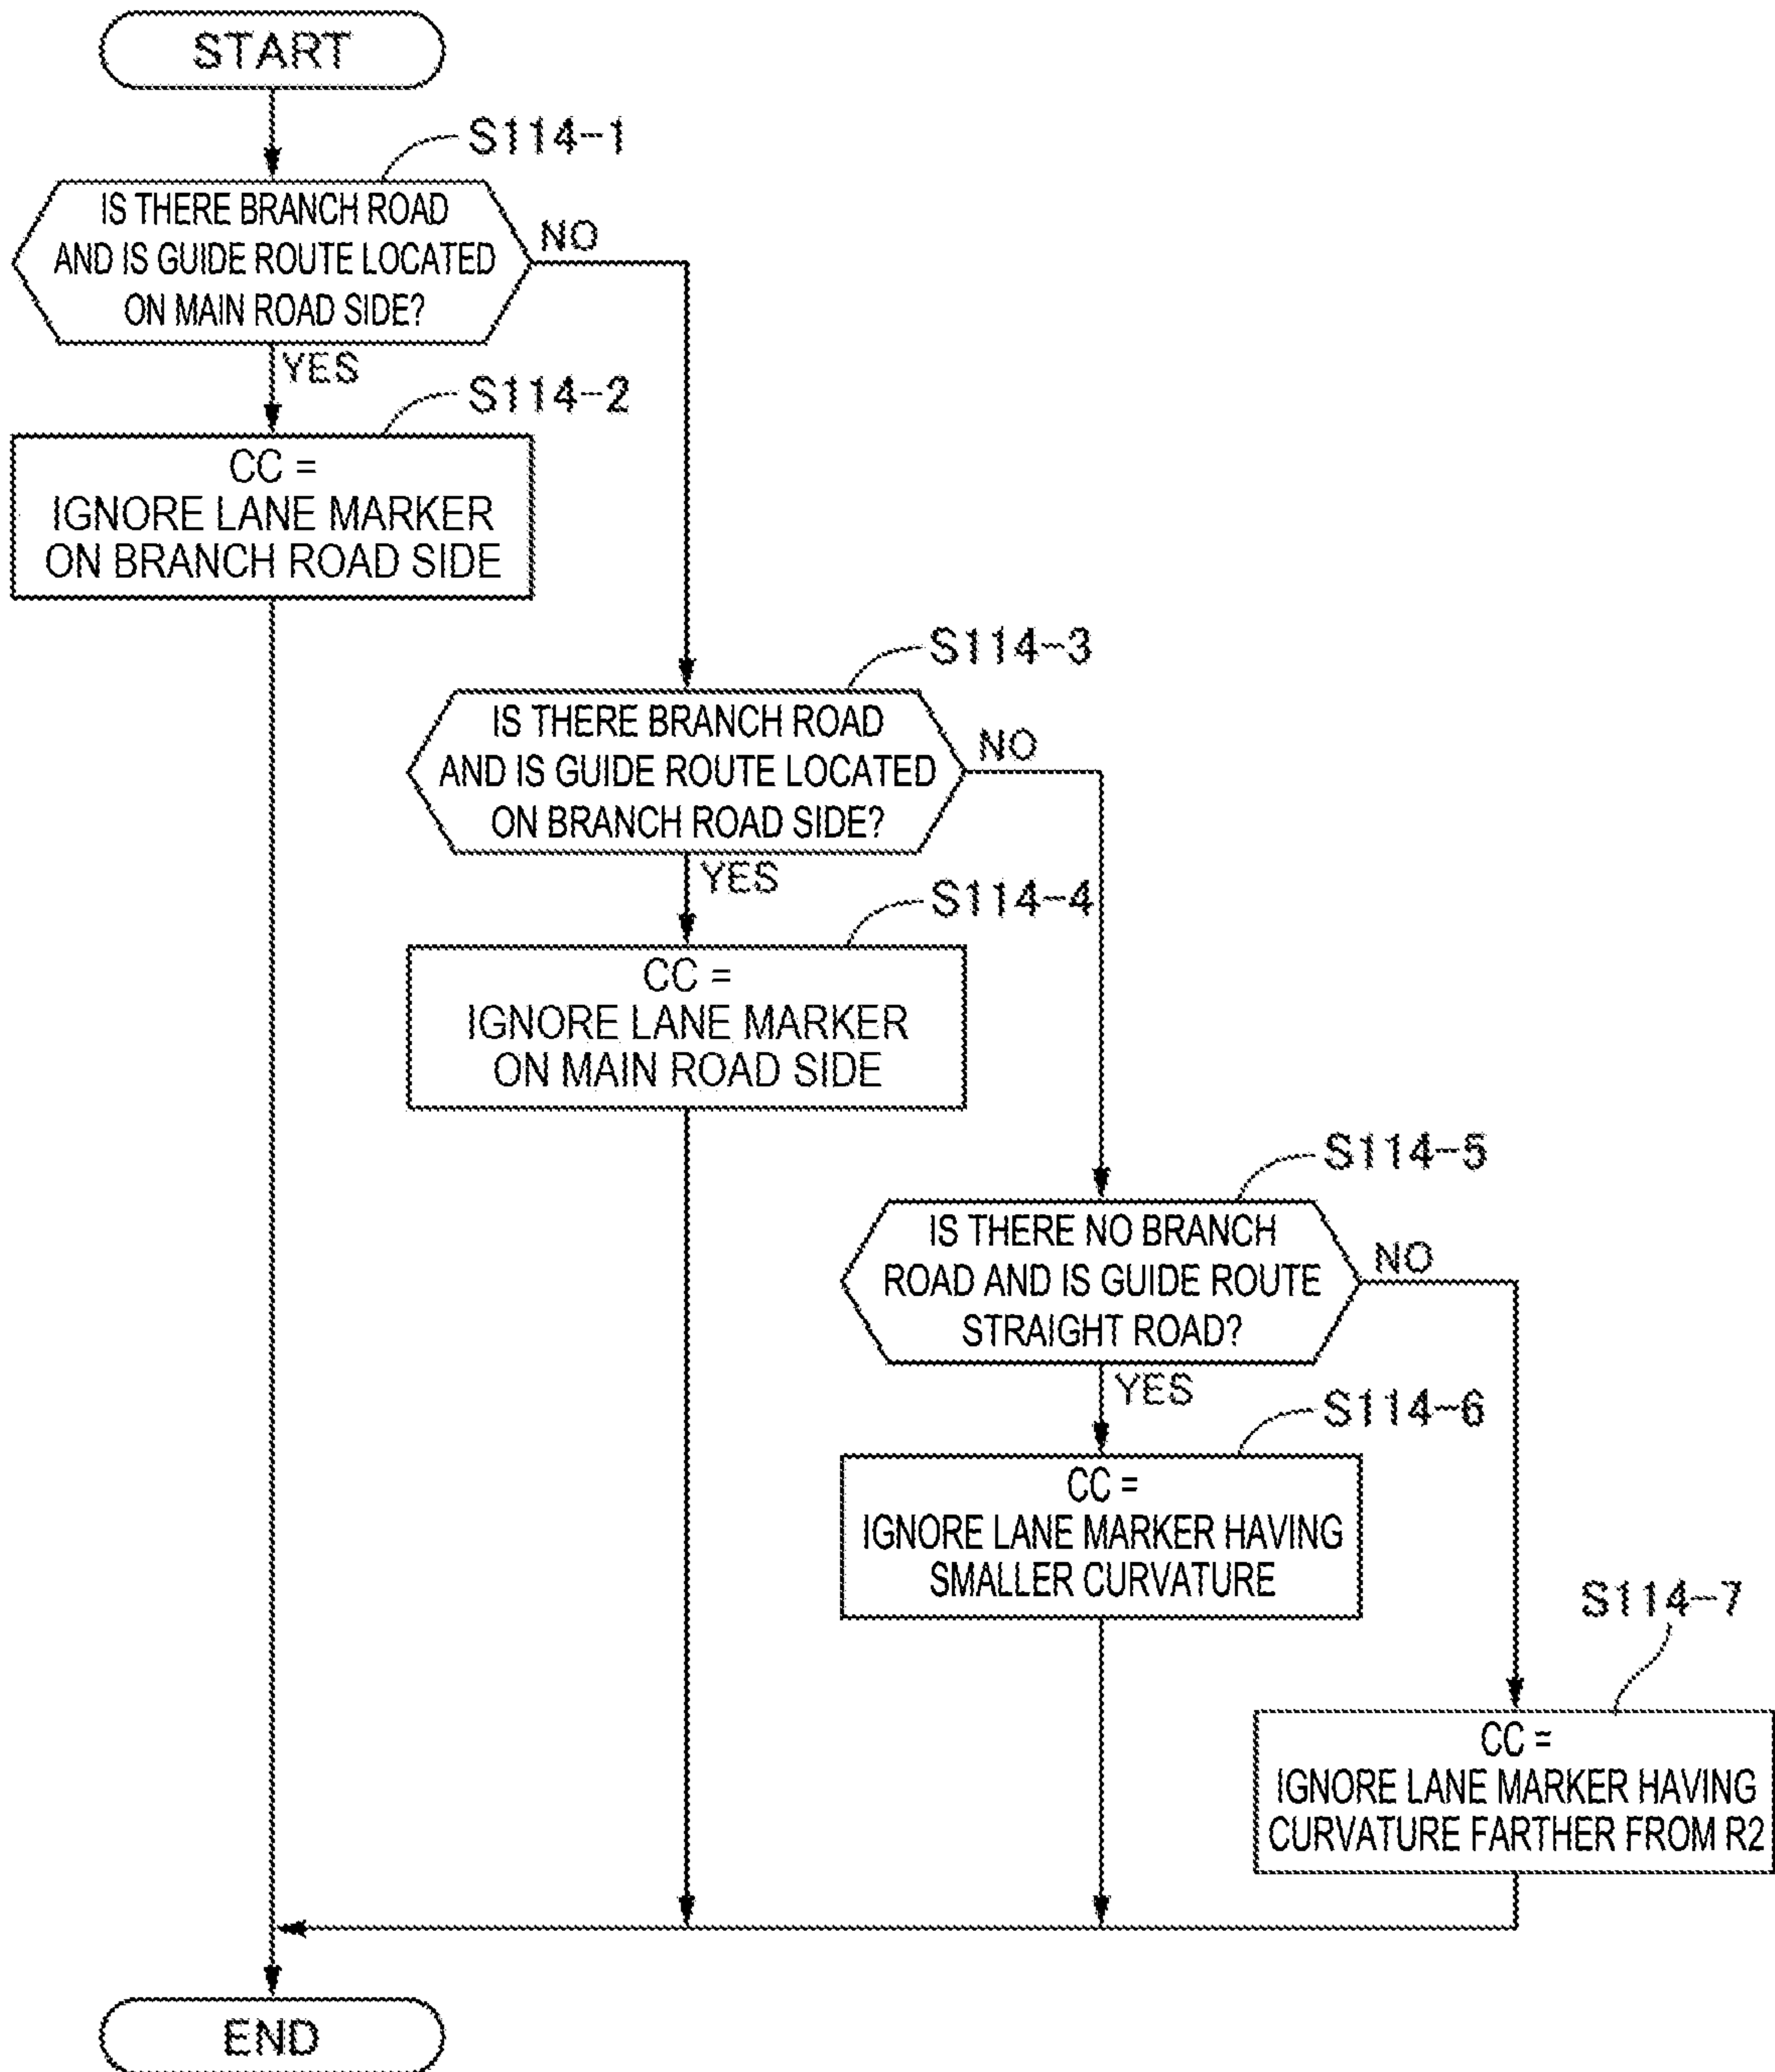 START
S114-1
IS THERE BRANCH ROAD
AND IS GUIDE ROUTE LOCATED
ON MAIN ROAD SIDE?
NO
YES
S114-2
CC =
IGNORE LANE MARKER
ON BRANCH ROAD SIDE
S114-3
IS THERE BRANCH ROAD
AND IS GUIDE ROUTE LOCATED
ON BRANCH ROAD SIDE?
NO
YES
S114-4
CC =
IGNORE LANE MARKER
ON MAIN ROAD SIDE
S114-5
IS THERE NO BRANCH
ROAD AND IS GUIDE ROUTE
STRAIGHT ROAD?
NO
YES
S114-6
CC =
IGNORE LANE MARKER HAVING
SMALLER CURVATURE
S114-7
CC =
IGNORE LANE MARKER HAVING
CURVATURE FARTHER FROM R2
END